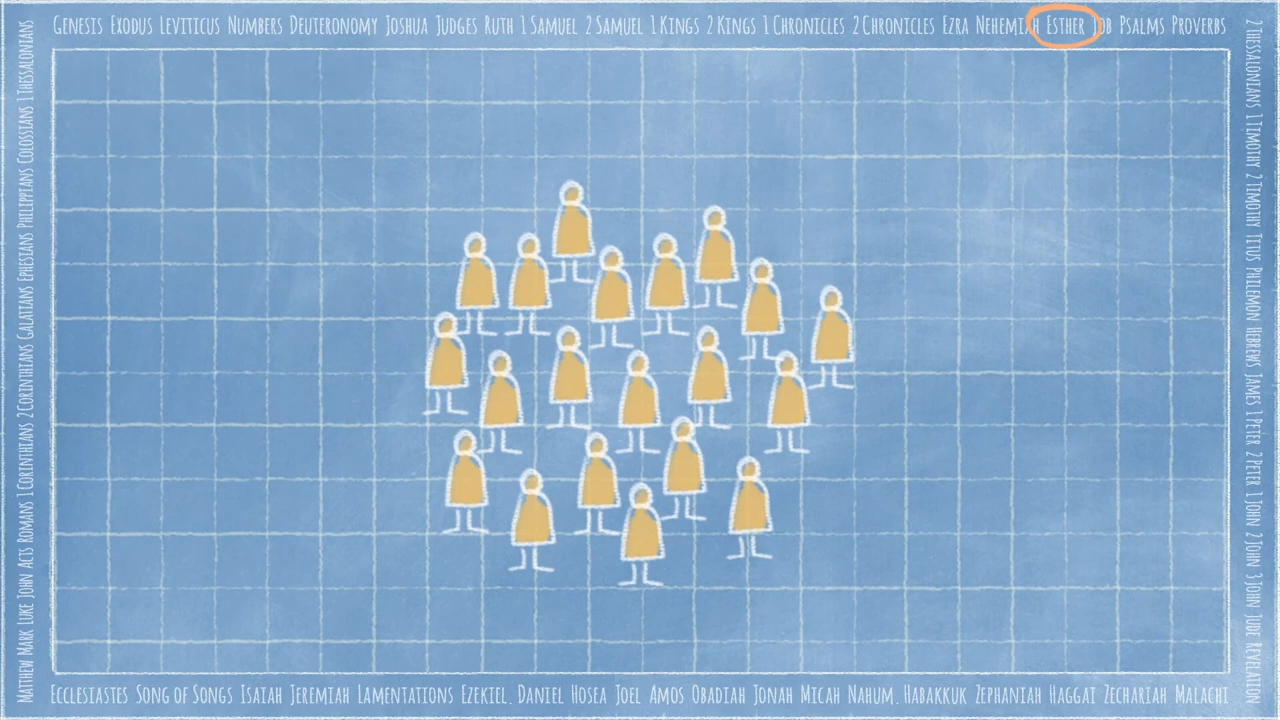 Genesis Exodus Leviticus Numbers Deuteronomy Joshua Judges Ruth 1 Samuel 2 Samuel 1 Kings 2 Kings 1 Chronicles 2 Chronicles Ezra Nehemiah Esther Job Psalms Proverbs
Ecclesiastes Song of Songs Isaiah Jeremiah Lamentations Ezekiel. Daniel Hosea Joel Amos Obadiah Jonah Micah Nahum. Habakkuk Zephaniah Haggai Zechariah Malachi
Matthew Mark Luke John Acts Romans 1 Corinthians 2 Corinthians Galatians Ephesians Philippians Colossians 1 Thessalonians
2 Thessalonians 1 Timothy 2 Timothy Titus Philemon Hebrews James 1 Peter 2 Peter 1 John 2 John 3 John Jude Revelation